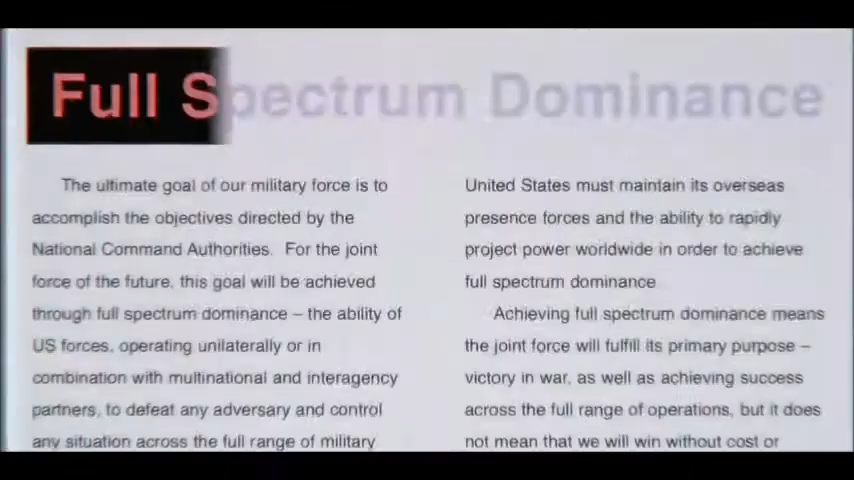 Full Spectrum Dominance
The ultimate goal of our military force is to
accomplish the objectives directed by the
National Command Authorities. For the joint
force of the future, this goal will be achieved
through full spectrum dominance – the ability of
US forces, operating unilaterally or in
combination with multinational and interagency
partners, to defeat any adversary and control
any situation across the full range of military
United States must maintain its overseas
presence forces and the ability to rapidly
project power worldwide in order to achieve
full spectrum dominance
Achieving full spectrum dominance means
the joint force will fulfill its primary purpose –
victory in war, as well as achieving success
across the full range of operations, but it does
not mean that we will win without cost or